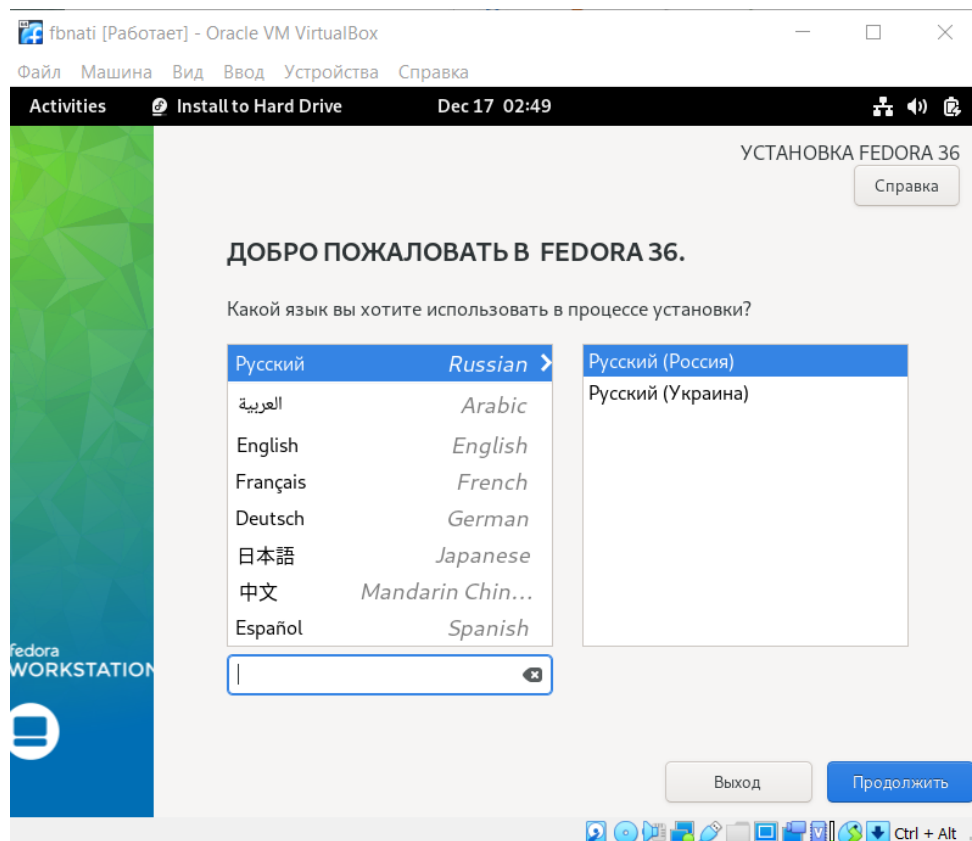 fbnati [Работает] - Oracle VM VirtualBox
Файл Машина Вид Ввод Устройства Справка
Activities Install to Hard Drive Dec 17 02:49
УСТАНОВКА FEDORA 36
Справка
ДОБРО ПОЖАЛОВАТЬ В FEDORA 36.
Какой язык вы хотите использовать в процессе установки?
Русский Russian
العربية Arabic
English English
Français French
Deutsch German
日本語 Japanese
中文 Mandarin Chin...
Español Spanish
Русский (Россия)
Русский (Украина)
fedora
WORKSTATION
Выход Продолжить
Ctrl + Alt